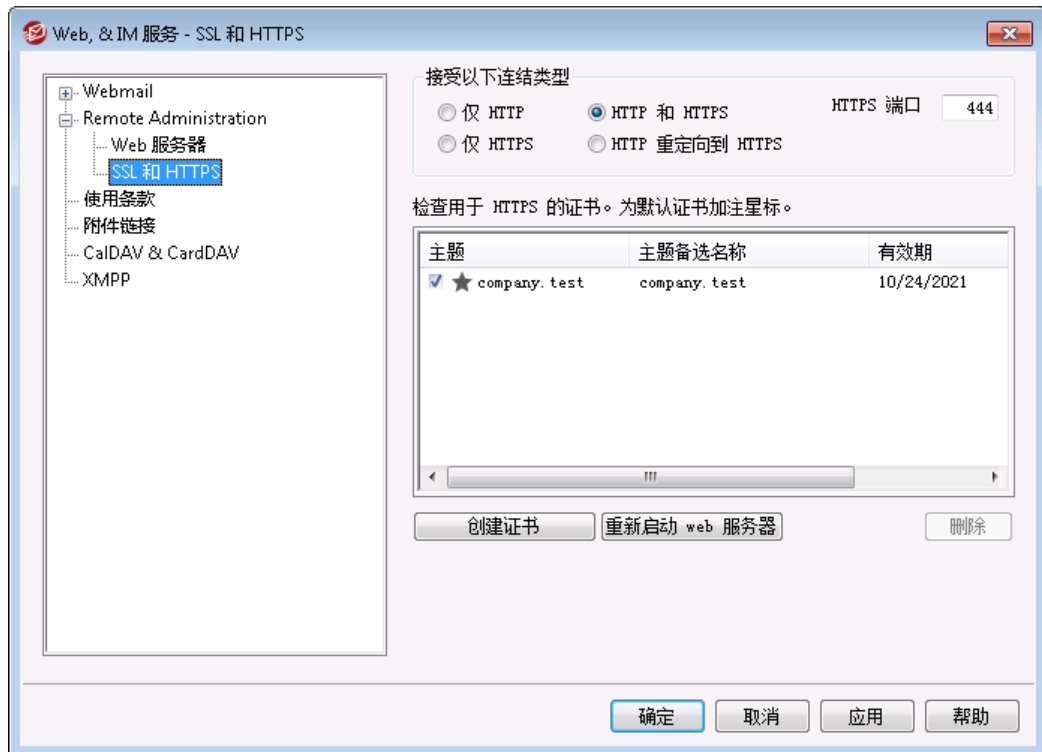 Web, & IM 服务 - SSL 和 HTTPS
Webmail
Remote Administration
Web 服务器
SSL 和 HTTPS
使用条款
附件链接
CalDAV & CardDAV
XMPP
接受以下连结类型
仅 HTTP
HTTP 和 HTTPS
HTTPS 端口
444
仅 HTTPS
HTTP 重定向到 HTTPS
检查用于 HTTPS 的证书。为默认证书加注星标。
主题 主题备选名称 有效期
company.test company.test 10/24/2021
创建证书
重新启动 web 服务器
删除
确定
取消
应用
帮助